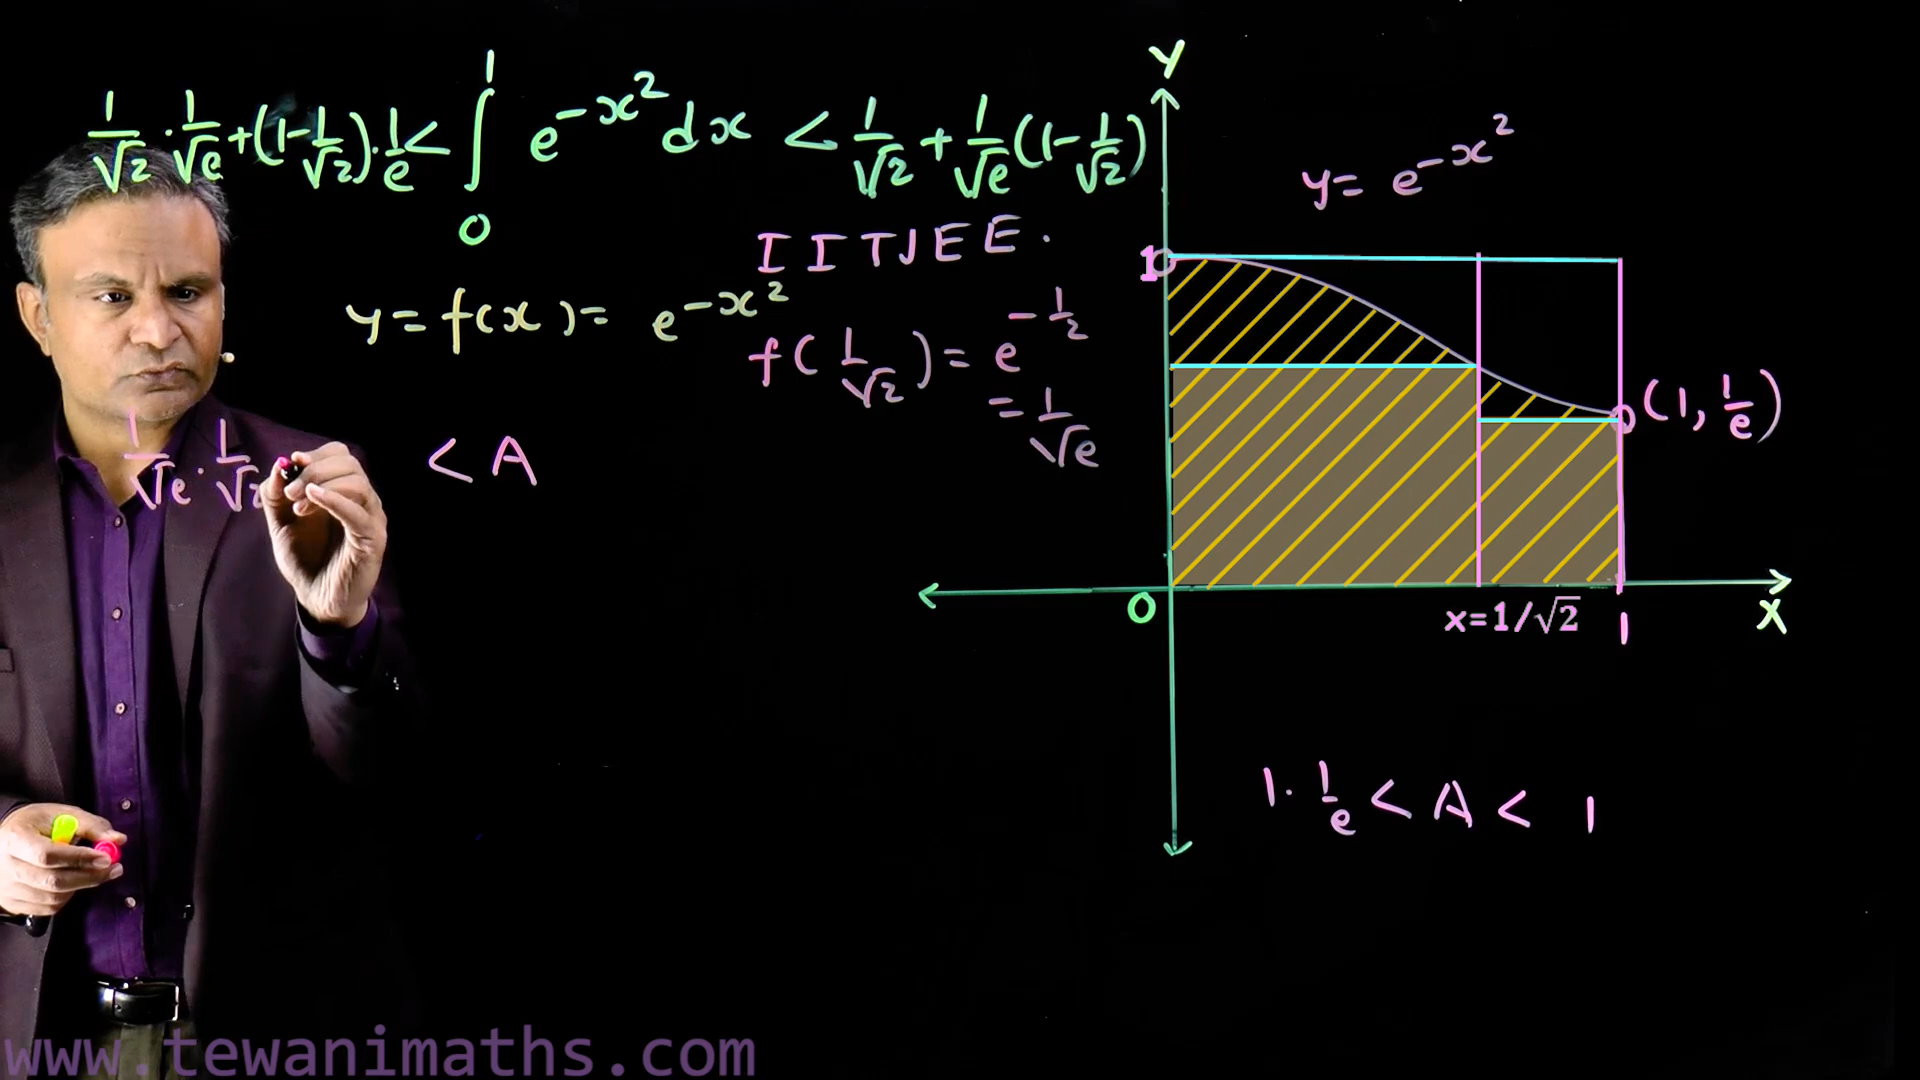 1/√2 · 1/√e + (1 - 1/√2) · 1/e < ∫₀¹ e^(-x²) dx < 1/√2 + 1/√e (1 - 1/√2)
IITJEE.
y = f(x) = e^(-x²)
f(1/√2) = e^(-1/2)
= 1/√e
1/√e · 1/√2 < A
Y
y = e^(-x²)
1
(1, 1/e)
O
x=1/√2
1
X
1 · 1/e < A < 1
www.tewanimaths.com